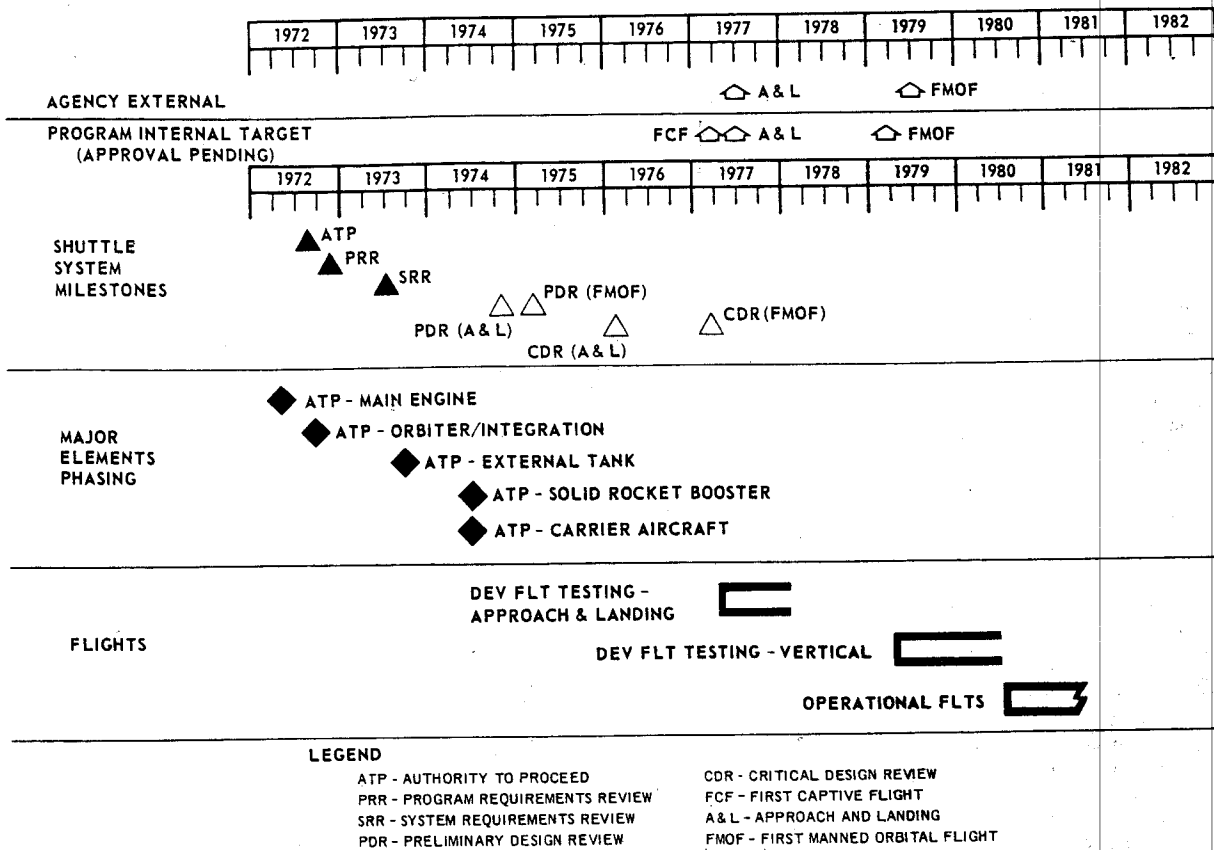 1972 1973 1974 1975 1976 1977 1978 1979 1980 1981 1982
AGENCY EXTERNAL
A & L
FMOF
PROGRAM INTERNAL TARGET
(APPROVAL PENDING)
FCF
A & L
FMOF
1972 1973 1974 1975 1976 1977 1978 1979 1980 1981 1982
SHUTTLE
SYSTEM
MILESTONES
ATP
PRR
SRR
PDR (FMOF)
PDR (A & L)
CDR (FMOF)
CDR (A & L)
MAJOR
ELEMENTS
PHASING
ATP - MAIN ENGINE
ATP - ORBITER/INTEGRATION
ATP - EXTERNAL TANK
ATP - SOLID ROCKET BOOSTER
ATP - CARRIER AIRCRAFT
FLIGHTS
DEV FLT TESTING -
APPROACH & LANDING
DEV FLT TESTING - VERTICAL
OPERATIONAL FLTS
LEGEND
ATP - AUTHORITY TO PROCEED
PRR - PROGRAM REQUIREMENTS REVIEW
SRR - SYSTEM REQUIREMENTS REVIEW
PDR - PRELIMINARY DESIGN REVIEW
CDR - CRITICAL DESIGN REVIEW
FCF - FIRST CAPTIVE FLIGHT
A & L - APPROACH AND LANDING
FMOF - FIRST MANNED ORBITAL FLIGHT